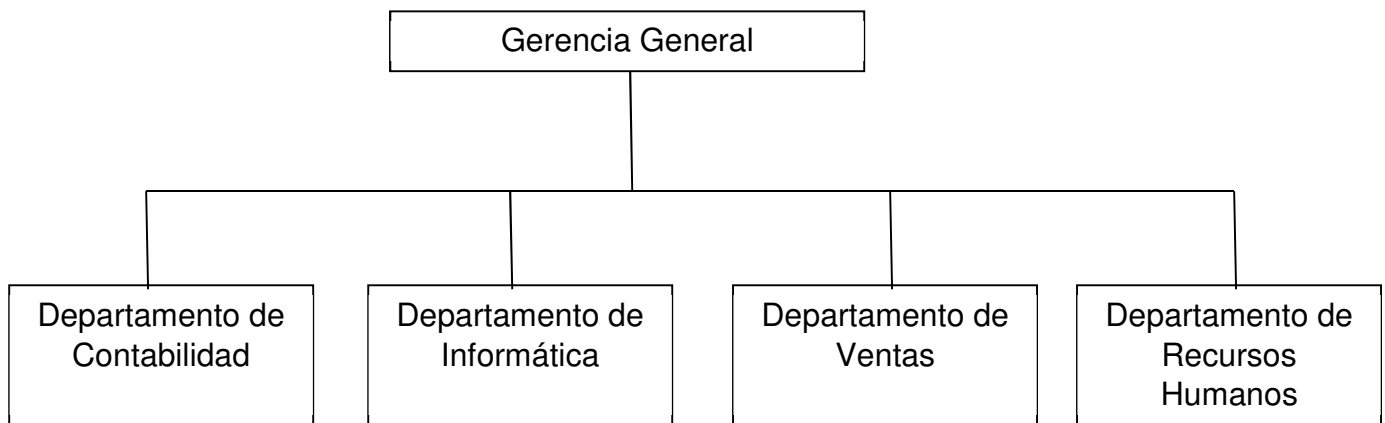 Gerencia General
Departamento de
Contabilidad
Departamento de
Informática
Departamento de
Ventas
Departamento de
Recursos
Humanos